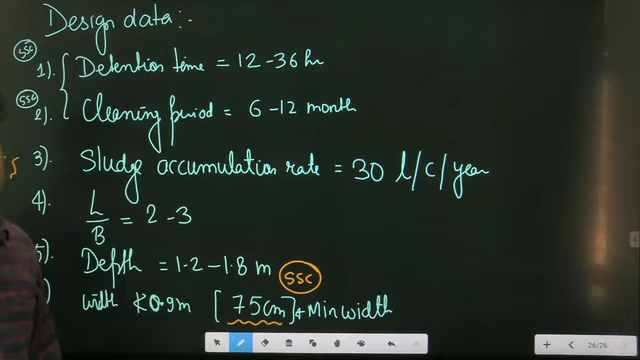 Design data:-
SSC 1). Detention time = 12-36 hr
SSC 2). Cleaning period = 6-12 month
3). Sludge accumulation rate = 30 l/c/year
4). L/B = 2-3
5). Depth = 1.2-1.8 m SSC
) width ≮ 0.9m [75cm] Min width
26/26